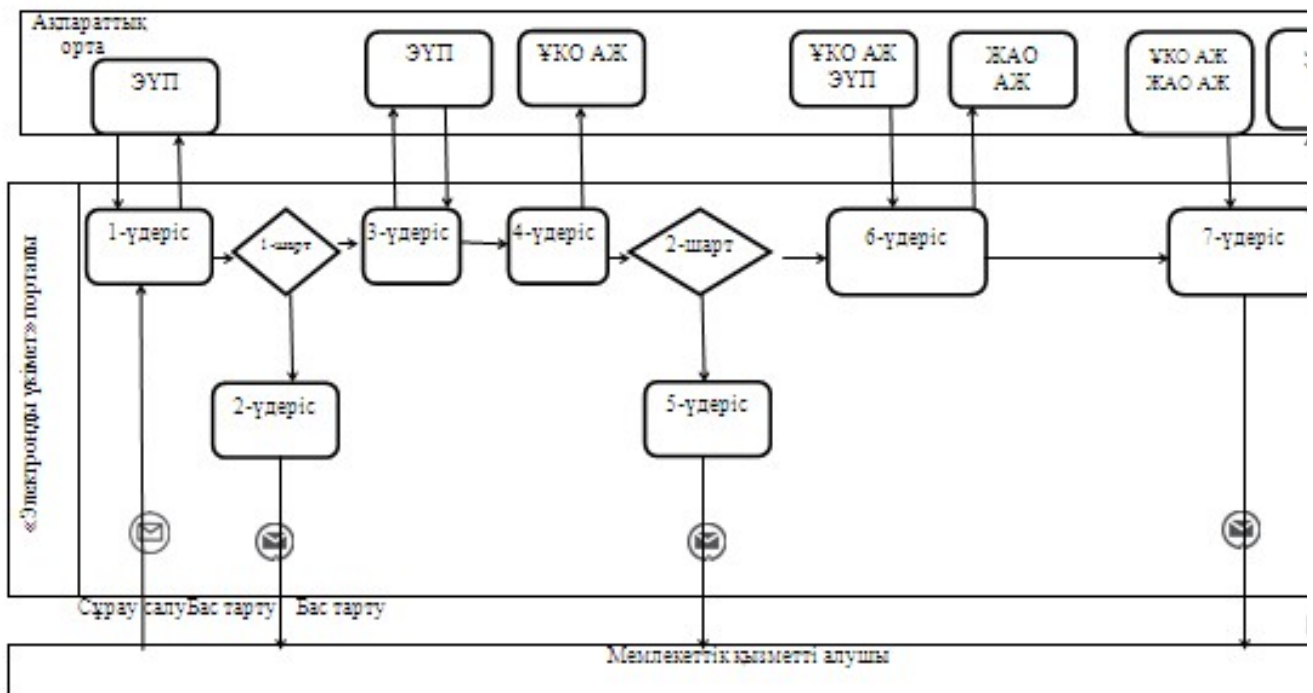 Ақпараттық
орта
ЭҮП
ЭҮП
ҰКО АЖ
ҰКО АЖ
ЭҮП
ЖАО
АЖ
ҰКО АЖ
ЖАО АЖ
«Электронды үкімет» порталы
1-үдеріс
1-шарт
3-үдеріс
4-үдеріс
2-шарт
6-үдеріс
7-үдеріс
2-үдеріс
5-үдеріс
Сұрау салу Бас тарту Бас тарту
Мемлекеттік қызметті алушы